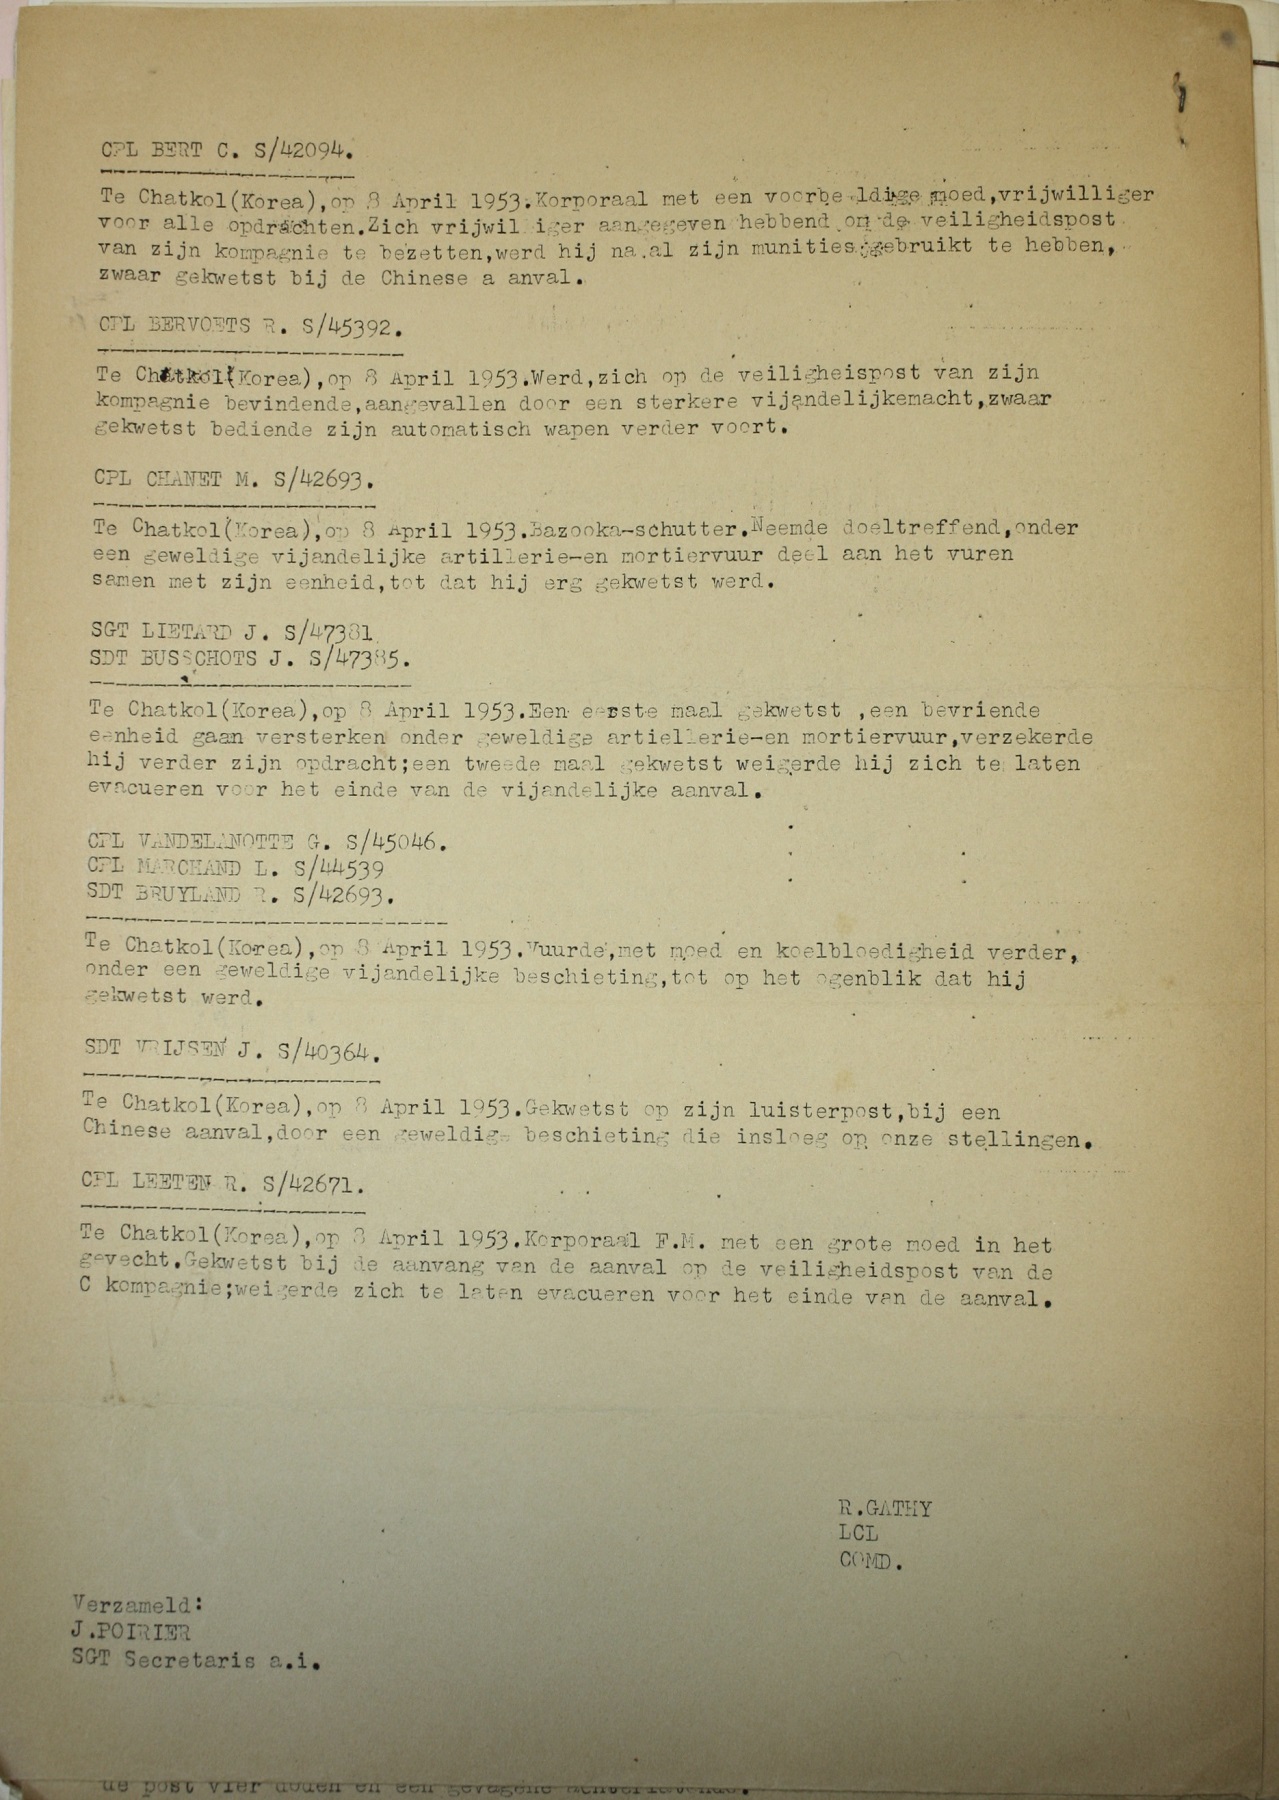 CPL BERT C. S/42094.
Te Chatkol(Korea),op 8 April 1953.Korporaal met een voorbe ldige moed,vrijwilliger
voor alle opdrachten.Zich vrijwil iger aangegeven hebbend om de veiligheidspost
van zijn kompagnie te bezetten,werd hij na al zijn munities gebruikt te hebben,
zwaar gekwetst bij de Chinese a anval.
CPL BERVOETS R. S/45392.
Te Chatkol(Korea),op 8 April 1953.Werd,zich op de veiligheispost van zijn
kompagnie bevindende,aangevallen door een sterkere vijandelijkemacht,zwaar
gekwetst bediende zijn automatisch wapen verder voort.
CPL CHANET M. S/42693.
Te Chatkol(Korea),op 8 April 1953.Bazooka-schutter.Neemde doeltreffend,onder
een geweldige vijandelijke artillerie-en mortiervuur deel aan het vuren
samen met zijn eenheid,tot dat hij erg gekwetst werd.
SGT LIETARD J. S/47381
SDT BUSSCHOTS J. S/47385.
Te Chatkol(Korea),op 8 April 1953.Een eerste maal gekwetst ,een bevriende
eenheid gaan versterken onder geweldige artiellerie-en mortiervuur,verzekerde
hij verder zijn opdracht;een tweede maal gekwetst weigerde hij zich te laten
evacueren voor het einde van de vijandelijke aanval.
CPL VANDELANOTTE G. S/45046.
CPL MARCHAND L. S/44539
SDT BRUYLAND R. S/42693.
Te Chatkol(Korea),op 8 April 1953.Vuurde,met moed en koelbloedigheid verder,
onder een geweldige vijandelijke beschieting,tot op het ogenblik dat hij
gekwetst werd.
SDT VRIJSEN J. S/40364.
Te Chatkol(Korea),op 8 April 1953.Gekwetst op zijn luisterpost,bij een
Chinese aanval,door een geweldige beschieting die insloeg op onze stellingen.
CPL LEETEN R. S/42671.
Te Chatkol(Korea),op 8 April 1953.Korporaal F.M. met een grote moed in het
gevecht.Gekwetst bij de aanvang van de aanval op de veiligheidspost van de
C kompagnie;weigerde zich te laten evacueren voor het einde van de aanval.
R.GATHY
LCL
COMD.
Verzameld:
J.POIRIER
SGT Secretaris a.i.
de post vier doden en een gevagene